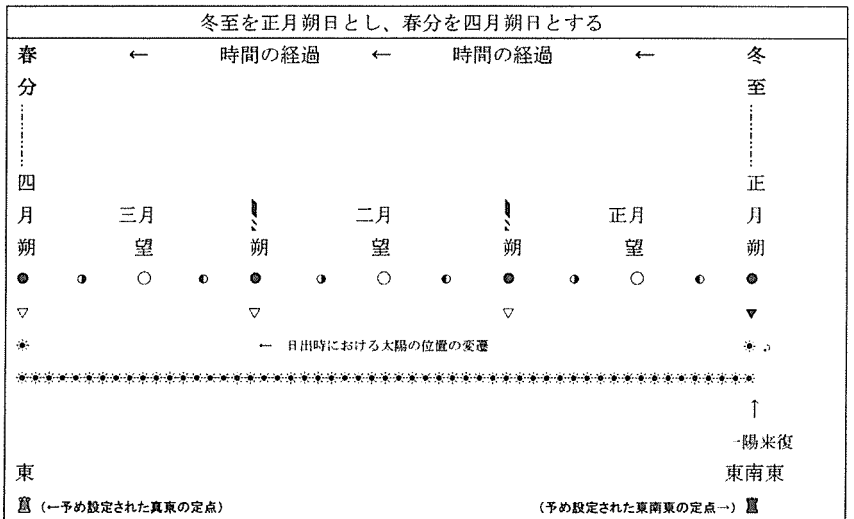 冬至を正月朔日とし、春分を四月朔日とする
春 ← 時間の経過 ← 時間の経過 ← 冬
分 至
四 正
月 三月 二月 正月 月
朔 望 朔 望 朔 望 朔
← 日出時における太陽の位置の変遷
↑
一陽来復
東 東南東
(←予め設定された真東の定点) (予め設定された東南東の定点→)